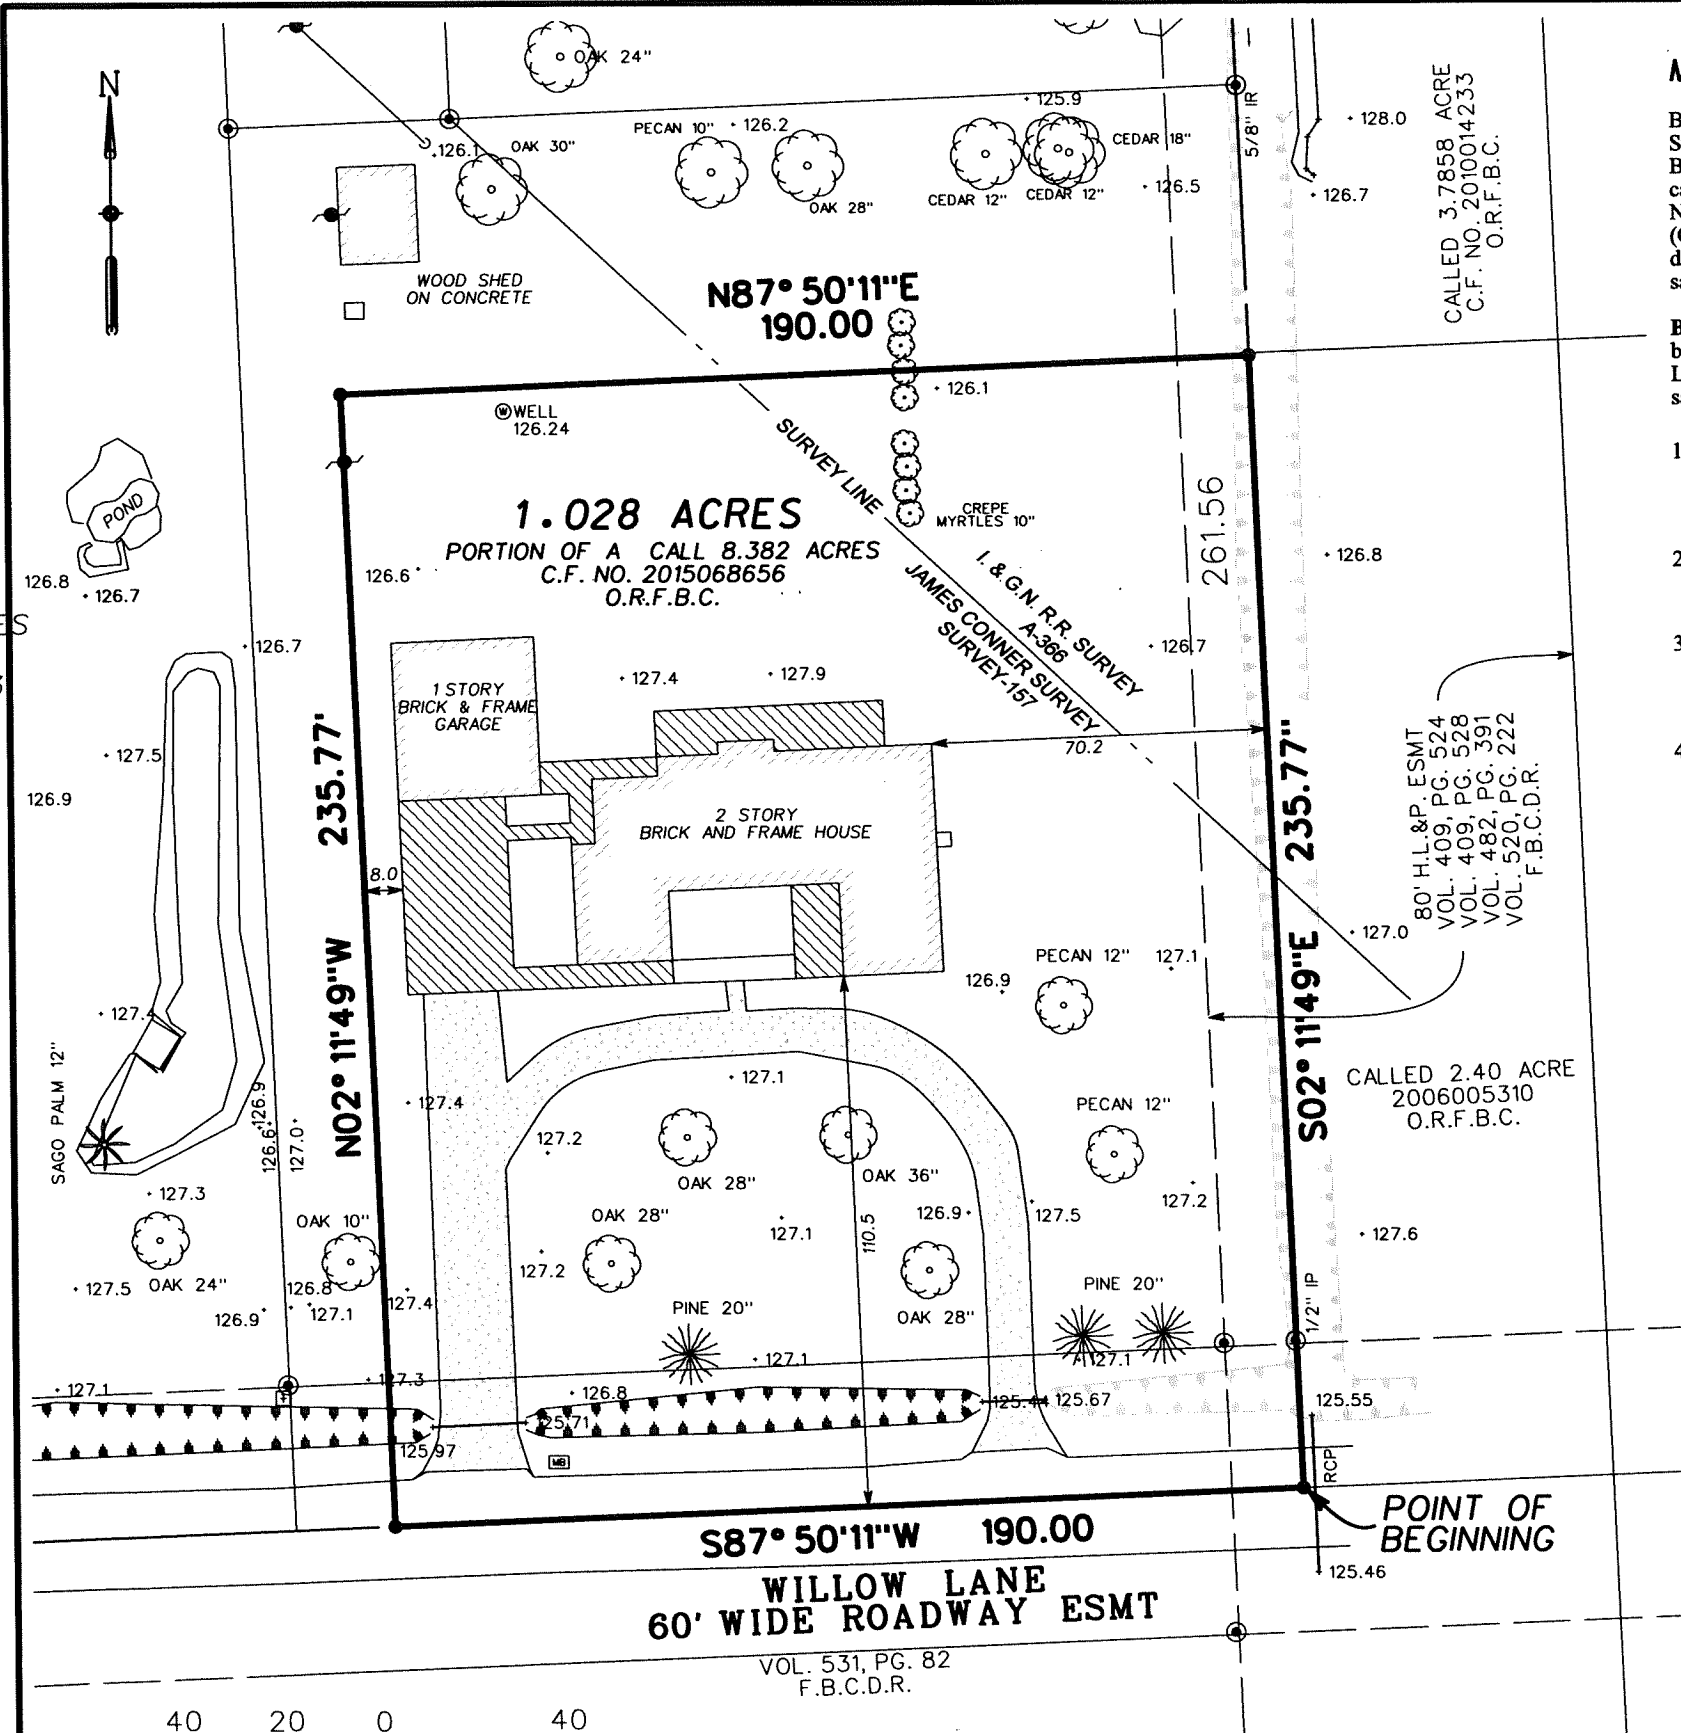 N
OAK 24"
126.1
OAK 30"
PECAN 10"
126.2
OAK 28"
125.9
CEDAR 18"
CEDAR 12"
CEDAR 12"
126.5
5/8" IR
128.0
126.7
CALLED 3.7858 ACRE
C.F. NO. 2010014233
O.R.F.B.C.
WOOD SHED
ON CONCRETE
N87° 50'11"E
190.00
126.1
WELL
126.24
SURVEY LINE
CREPE
MYRTLES 10"
1.028 ACRES
PORTION OF A CALL 8.382 ACRES
C.F. NO. 2015068656
O.R.F.B.C.
I. & G.N. R.R. SURVEY
A-366
JAMES CONNER SURVEY
SURVEY-157
261.56
126.8
POND
126.8
126.7
126.6
126.7
126.7
127.4
127.9
1 STORY
BRICK & FRAME
GARAGE
2 STORY
BRICK AND FRAME HOUSE
70.2
8.0
127.5
126.9
N02° 11'49"W 235.77'
S02° 11'49"E 235.77"
80' H.L.&P. ESMT
VOL. 409, PG. 524
VOL. 409, PG. 528
VOL. 482, PG. 391
VOL. 520, PG. 222
F.B.C.D.R.
127.0
PECAN 12"
127.1
126.9
127.4
SAGO PALM 12"
126.9
126.6
127.0
127.4
127.1
127.2
OAK 28"
OAK 36"
PECAN 12"
127.2
CALLED 2.40 ACRE
2006005310
O.R.F.B.C.
127.3
OAK 10"
OAK 28"
127.1
110.5
126.9
127.5
127.6
127.5
OAK 24"
126.8
126.9
127.1
127.4
127.2
PINE 20"
OAK 28"
PINE 20"
1/2" IP
127.1
127.3
126.8
127.1
127.1
125.44
125.67
125.55
125.71
125.97
MB
RCP
POINT OF
BEGINNING
S87° 50'11"W 190.00
125.46
WILLOW LANE
60' WIDE ROADWAY ESMT
VOL. 531, PG. 82
F.B.C.D.R.
40 20 0 40
1
2
3
4